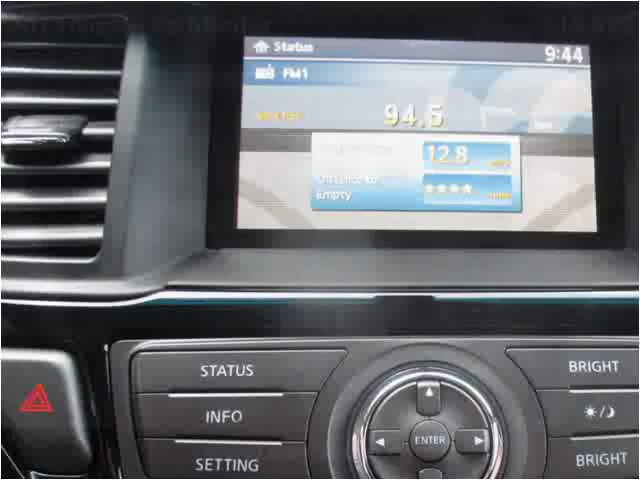 Status
9:44
FM1
94.5
12.8
Distance to
Empty
****
STATUS
INFO
SETTING
ENTER
BRIGHT
BRIGHT